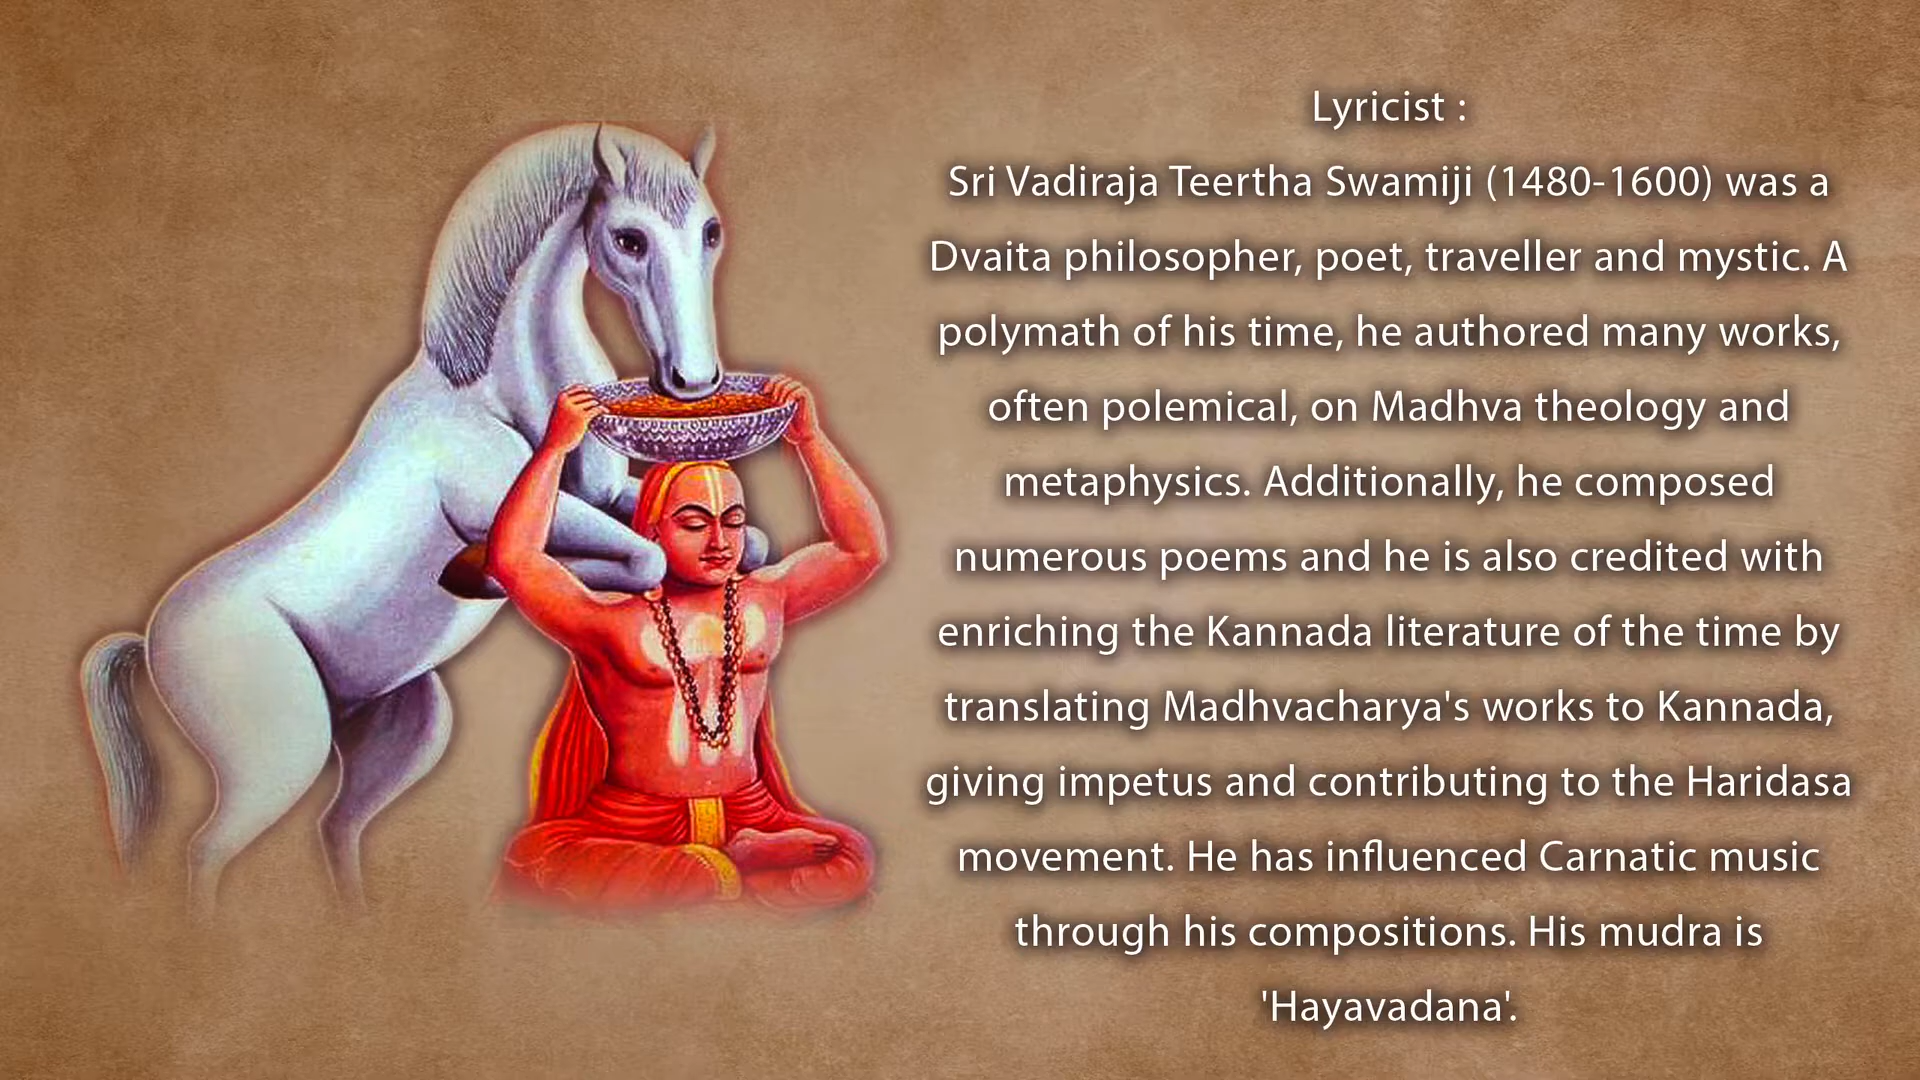 Lyricist :
Sri Vadiraja Teertha Swamiji (1480-1600) was a
Dvaita philosopher, poet, traveller and mystic. A
polymath of his time, he authored many works,
often polemical, on Madhva theology and
metaphysics. Additionally, he composed
numerous poems and he is also credited with
enriching the Kannada literature of the time by
translating Madhvacharya's works to Kannada,
giving impetus and contributing to the Haridasa
movement. He has influenced Carnatic music
through his compositions. His mudra is
'Hayavadana'.